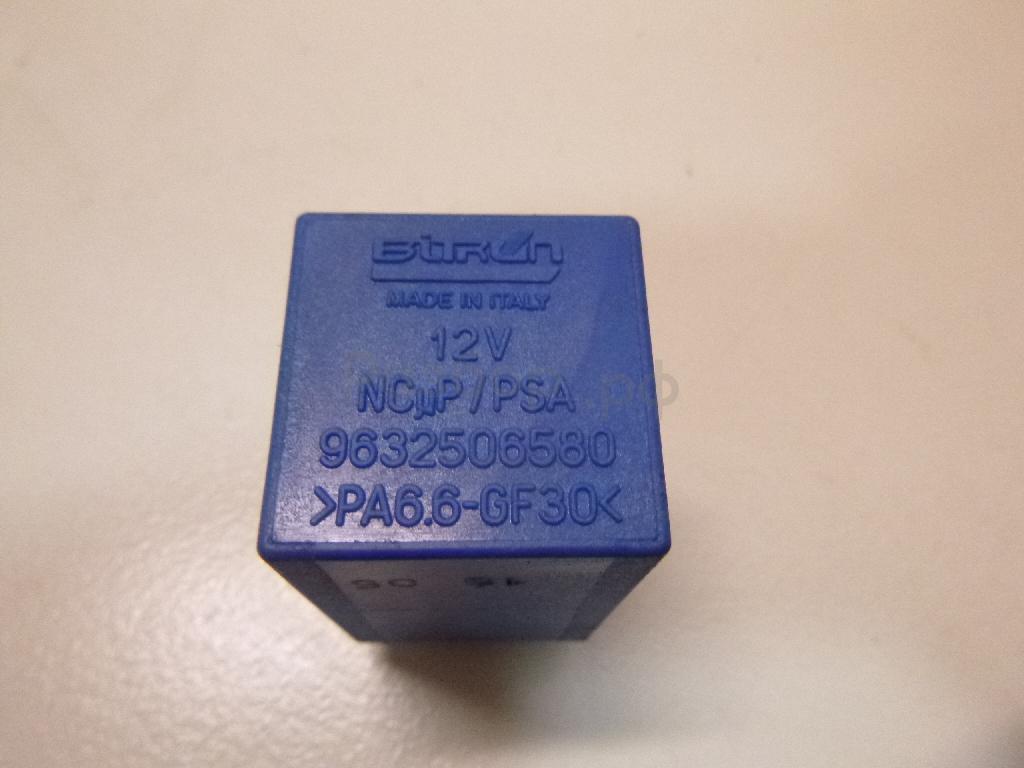 BITRON
MADE IN ITALY
12V
NCµP/PSA
9632506580
>PA6.6-GF30<